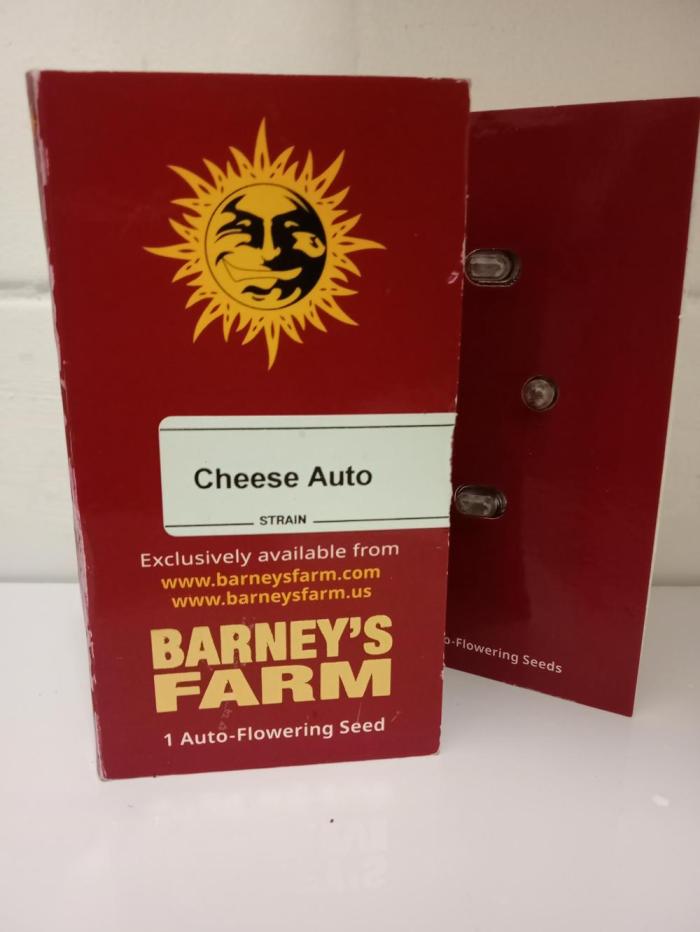 Cheese Auto
STRAIN
Exclusively available from
www.barneysfarm.com
www.barneysfarm.us
BARNEY'S
FARM
1 Auto-Flowering Seed
o-Flowering Seeds